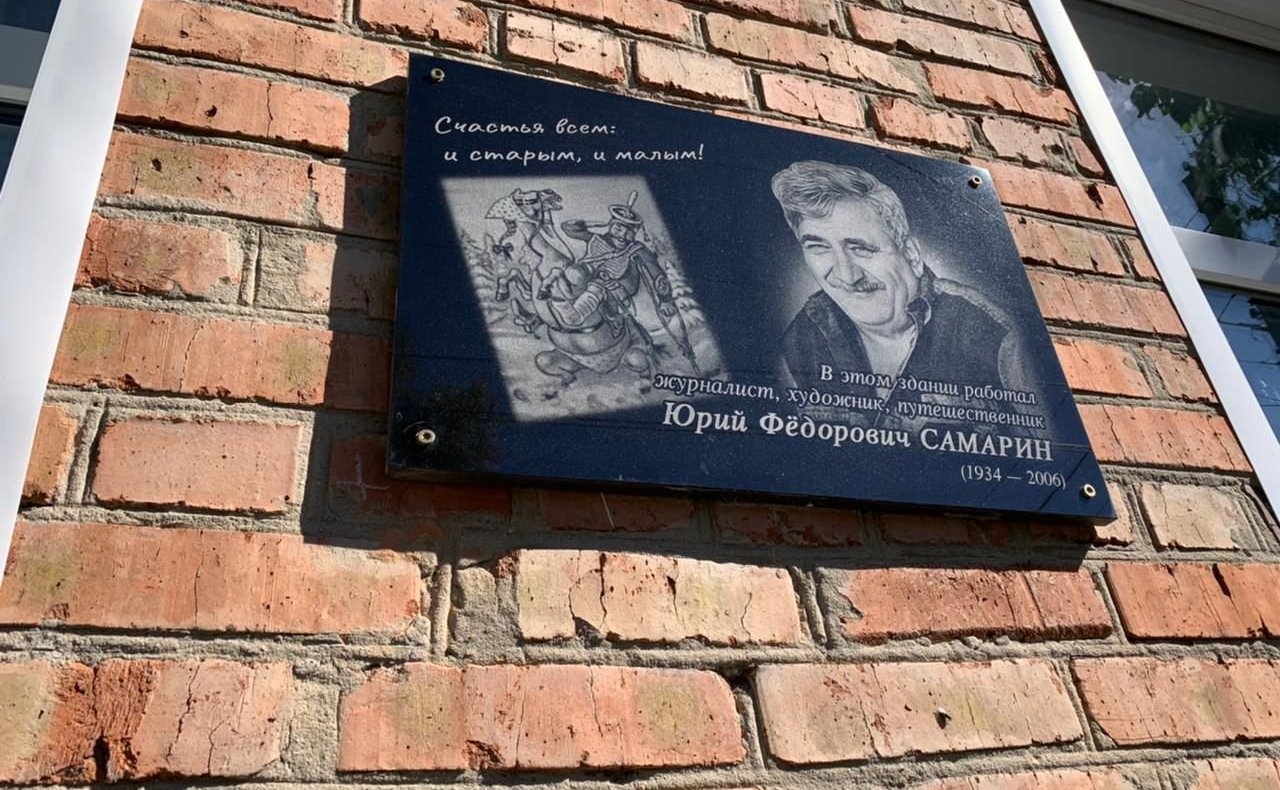 Счастья всем:
и старым, и малым!
В этом здании работал
журналист, художник, путешественник
Юрий Фёдорович САМАРИН
(1934 — 2006)